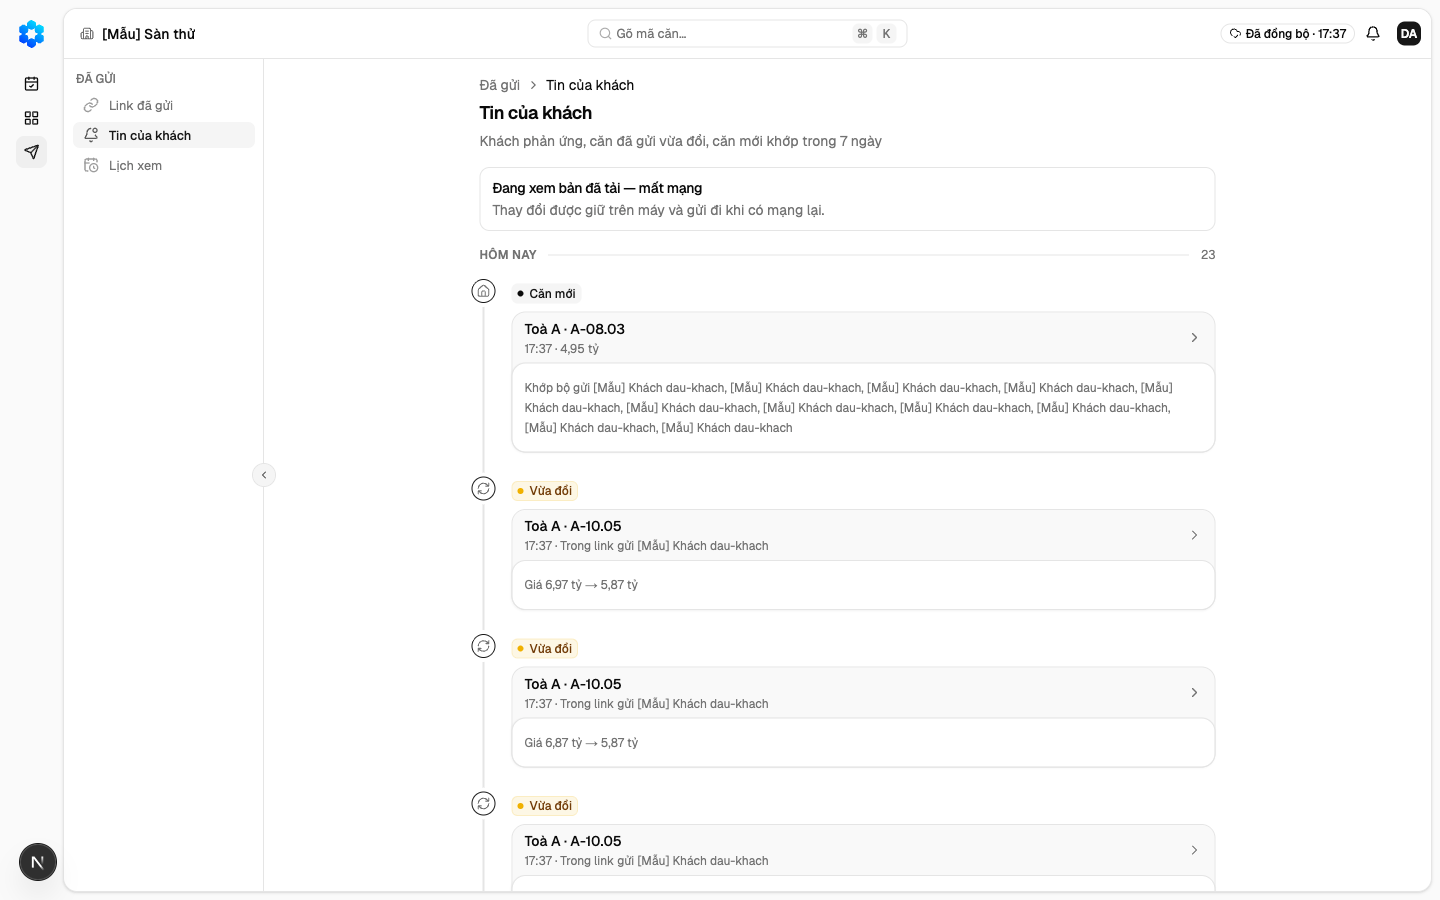 [Mẫu] Sàn thử
Gõ mã căn...
⌘ K
Đã đồng bộ · 17:37
DA
ĐÃ GỬI
Link đã gửi
Tin của khách
Lịch xem
Đã gửi > Tin của khách
Tin của khách
Khách phản ứng, căn đã gửi vừa đổi, căn mới khớp trong 7 ngày
Đang xem bản đã tải — mất mạng
Thay đổi được giữ trên máy và gửi đi khi có mạng lại.
HÔM NAY 23
Căn mới
Toà A · A-08.03
17:37 · 4,95 tỷ
Khớp bộ gửi [Mẫu] Khách dau-khach, [Mẫu] Khách dau-khach, [Mẫu] Khách dau-khach, [Mẫu] Khách dau-khach, [Mẫu]
Khách dau-khach, [Mẫu] Khách dau-khach, [Mẫu] Khách dau-khach, [Mẫu] Khách dau-khach, [Mẫu] Khách dau-khach,
[Mẫu] Khách dau-khach, [Mẫu] Khách dau-khach
Vừa đổi
Toà A · A-10.05
17:37 · Trong link gửi [Mẫu] Khách dau-khach
Giá 6,97 tỷ → 5,87 tỷ
Vừa đổi
Toà A · A-10.05
17:37 · Trong link gửi [Mẫu] Khách dau-khach
Giá 6,87 tỷ → 5,87 tỷ
Vừa đổi
Toà A · A-10.05
17:37 · Trong link gửi [Mẫu] Khách dau-khach
N